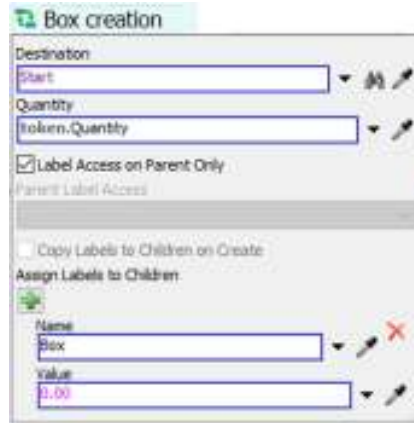 Box creation
Destination
Start
Quantity
token.Quantity
Label Access on Parent Only
Parent Label Access
Copy Labels to Children on Create
Assign Labels to Children
Name
Box
Value
0.00